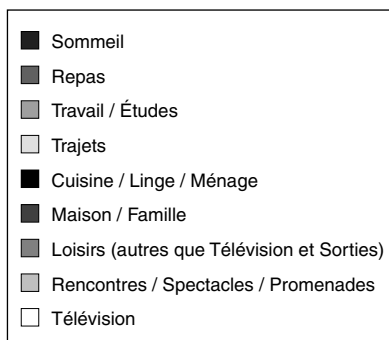 Sommeil
Repas
Travail / Études
Trajets
Cuisine / Linge / Ménage
Maison / Famille
Loisirs (autres que Télévision et Sorties)
Rencontres / Spectacles / Promenades
Télévision